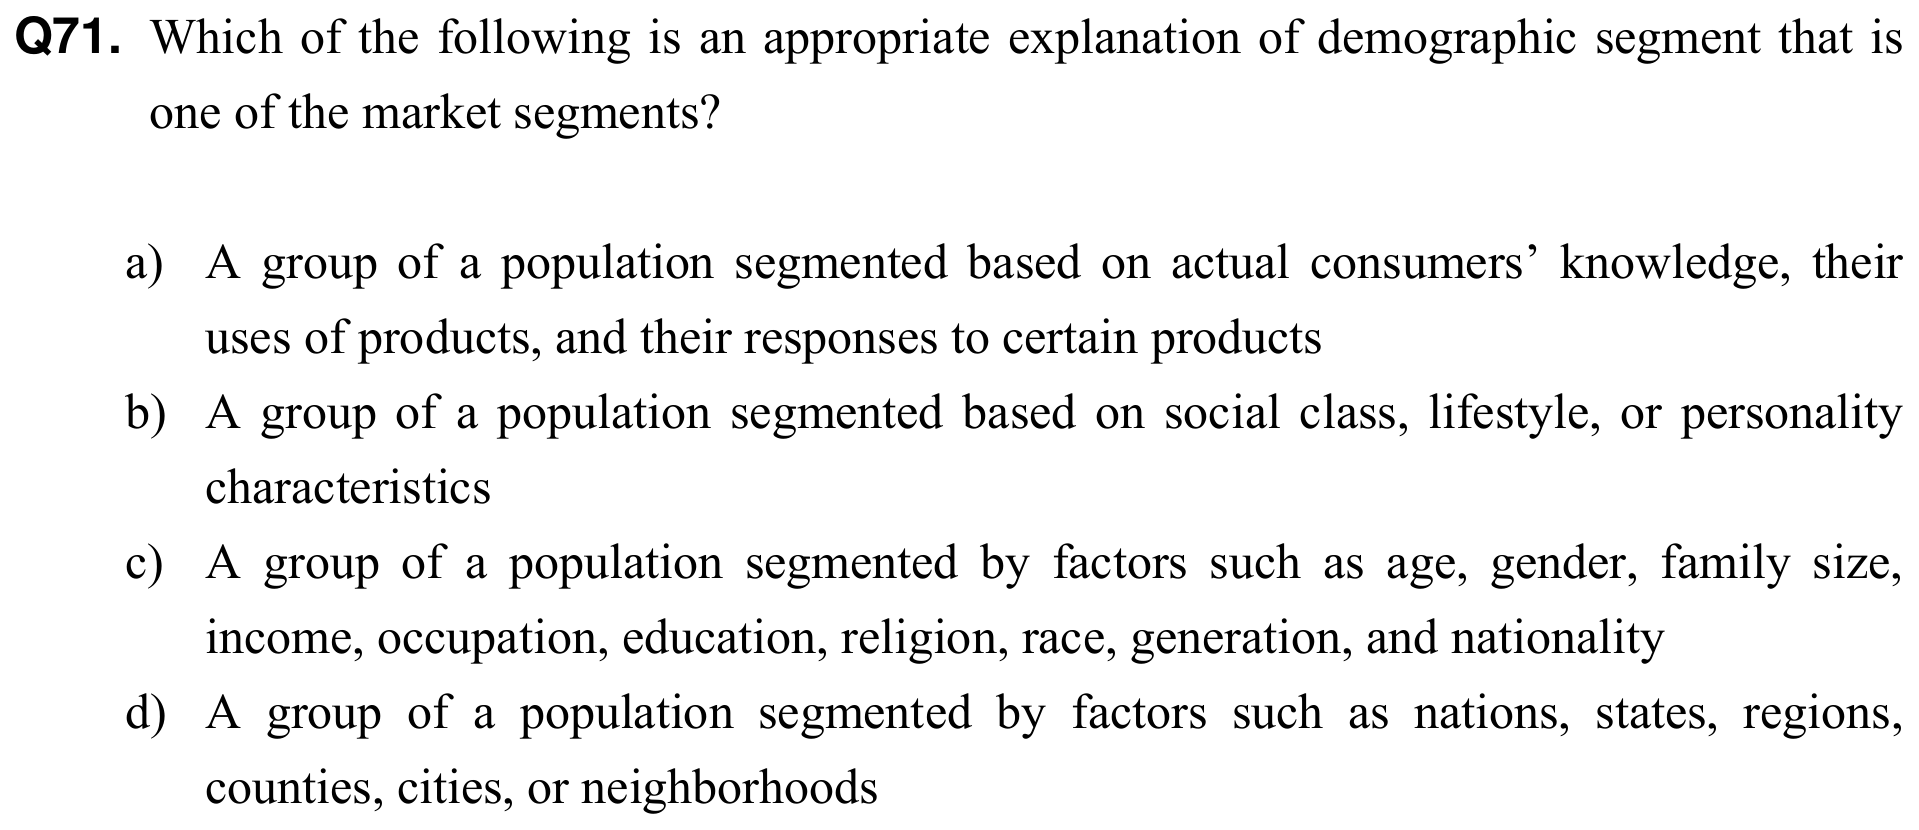 Q71. Which of the following is an appropriate explanation of demographic segment that is
one of the market segments?
a) A group of a population segmented based on actual consumers’ knowledge, their
uses of products, and their responses to certain products
b) A group of a population segmented based on social class, lifestyle, or personality
characteristics
c) A group of a population segmented by factors such as age, gender, family size,
income, occupation, education, religion, race, generation, and nationality
d) A group of a population segmented by factors such as nations, states, regions,
counties, cities, or neighborhoods